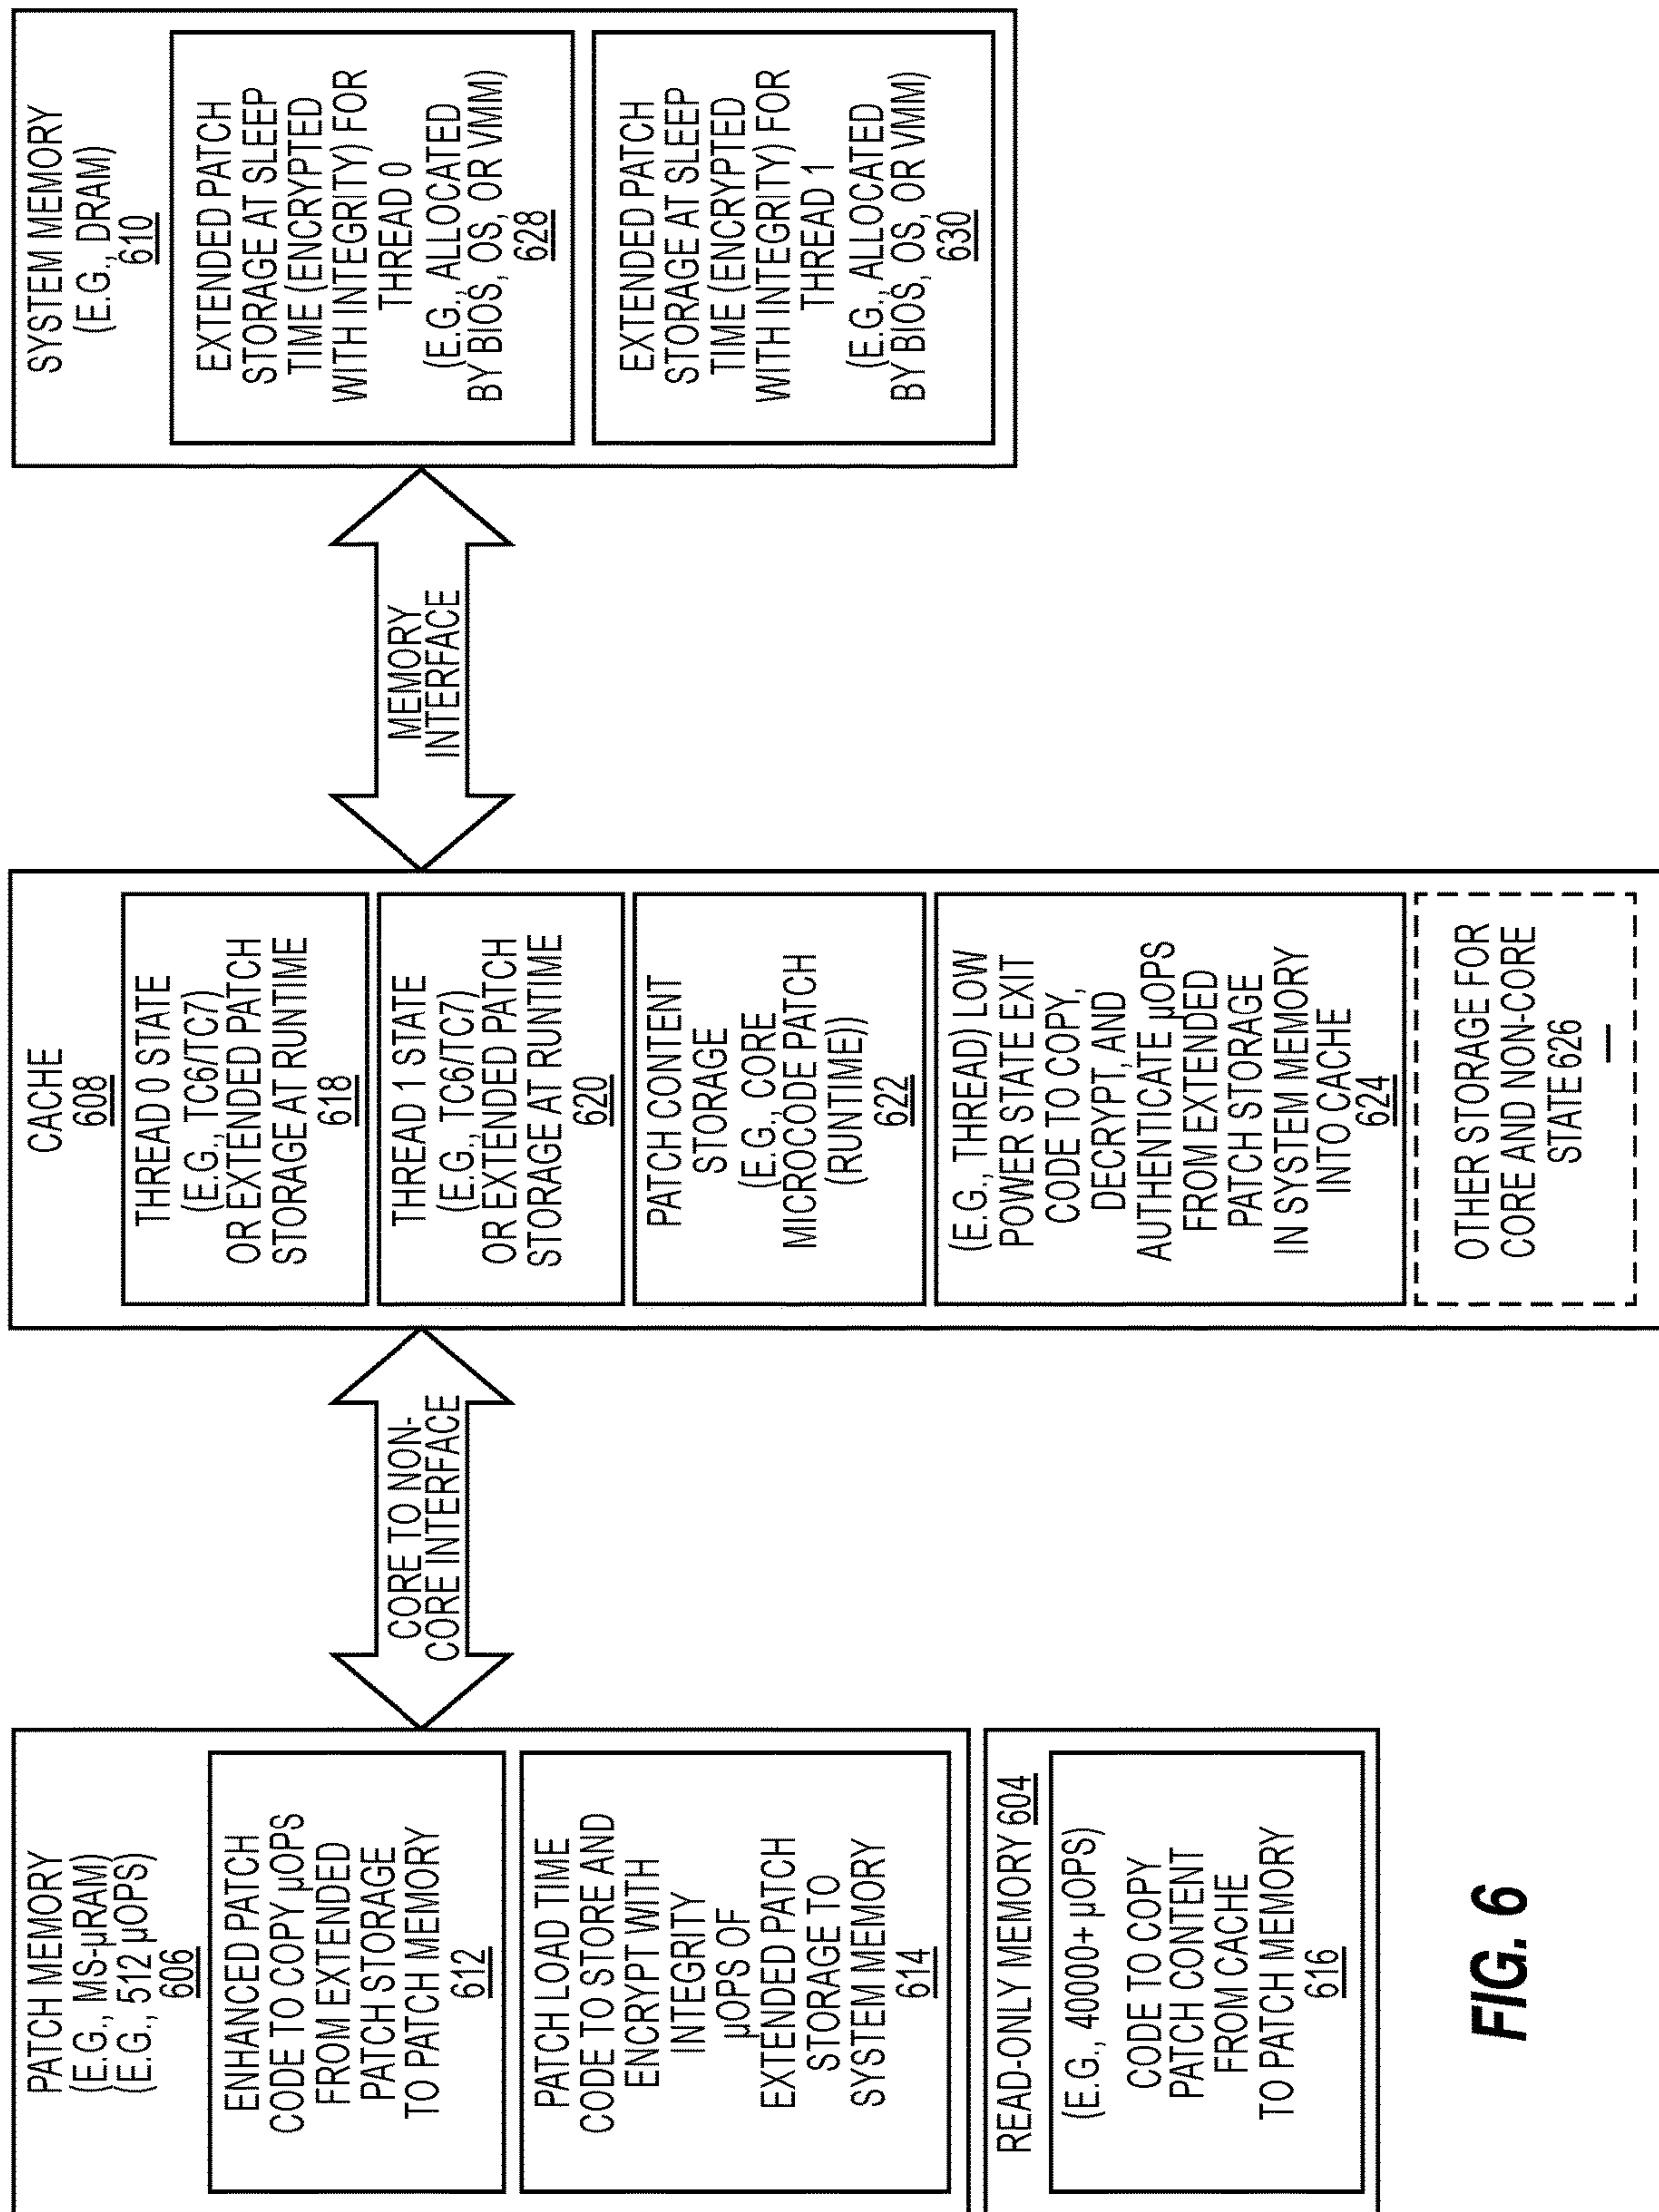 PATCH MEMORY
(E.G., MS-µRAM)
(E.G., 512 µOPS)
606
ENHANCED PATCH
CODE TO COPY µOPS
FROM EXTENDED
PATCH STORAGE
TO PATCH MEMORY
612
PATCH LOAD TIME
CODE TO STORE AND
ENCRYPT WITH
INTEGRITY
µOPS OF
EXTENDED PATCH
STORAGE TO
SYSTEM MEMORY
614
READ-ONLY MEMORY 604
(E.G., 40000+ µOPS)
CODE TO COPY
PATCH CONTENT
FROM CACHE
TO PATCH MEMORY
616
CORE TO NON-
CORE INTERFACE
CACHE
608
THREAD 0 STATE
(E.G., TC6/TC7)
OR EXTENDED PATCH
STORAGE AT RUNTIME
618
THREAD 1 STATE
(E.G., TC6/TC7)
OR EXTENDED PATCH
STORAGE AT RUNTIME
620
PATCH CONTENT
STORAGE
(E.G., CORE
MICROCODE PATCH
(RUNTIME))
622
(E.G., THREAD) LOW
POWER STATE EXIT
CODE TO COPY,
DECRYPT, AND
AUTHENTICATE µOPS
FROM EXTENDED
PATCH STORAGE
IN SYSTEM MEMORY
INTO CACHE
624
OTHER STORAGE FOR
CORE AND NON-CORE
STATE 626
MEMORY
INTERFACE
SYSTEM MEMORY
(E.G., DRAM)
610
EXTENDED PATCH
STORAGE AT SLEEP
TIME (ENCRYPTED
WITH INTEGRITY) FOR
THREAD 0
(E.G., ALLOCATED
BY BIOS, OS, OR VMM)
628
EXTENDED PATCH
STORAGE AT SLEEP
TIME (ENCRYPTED
WITH INTEGRITY) FOR
THREAD 1
(E.G., ALLOCATED
BY BIOS, OS, OR VMM)
630
FIG. 6